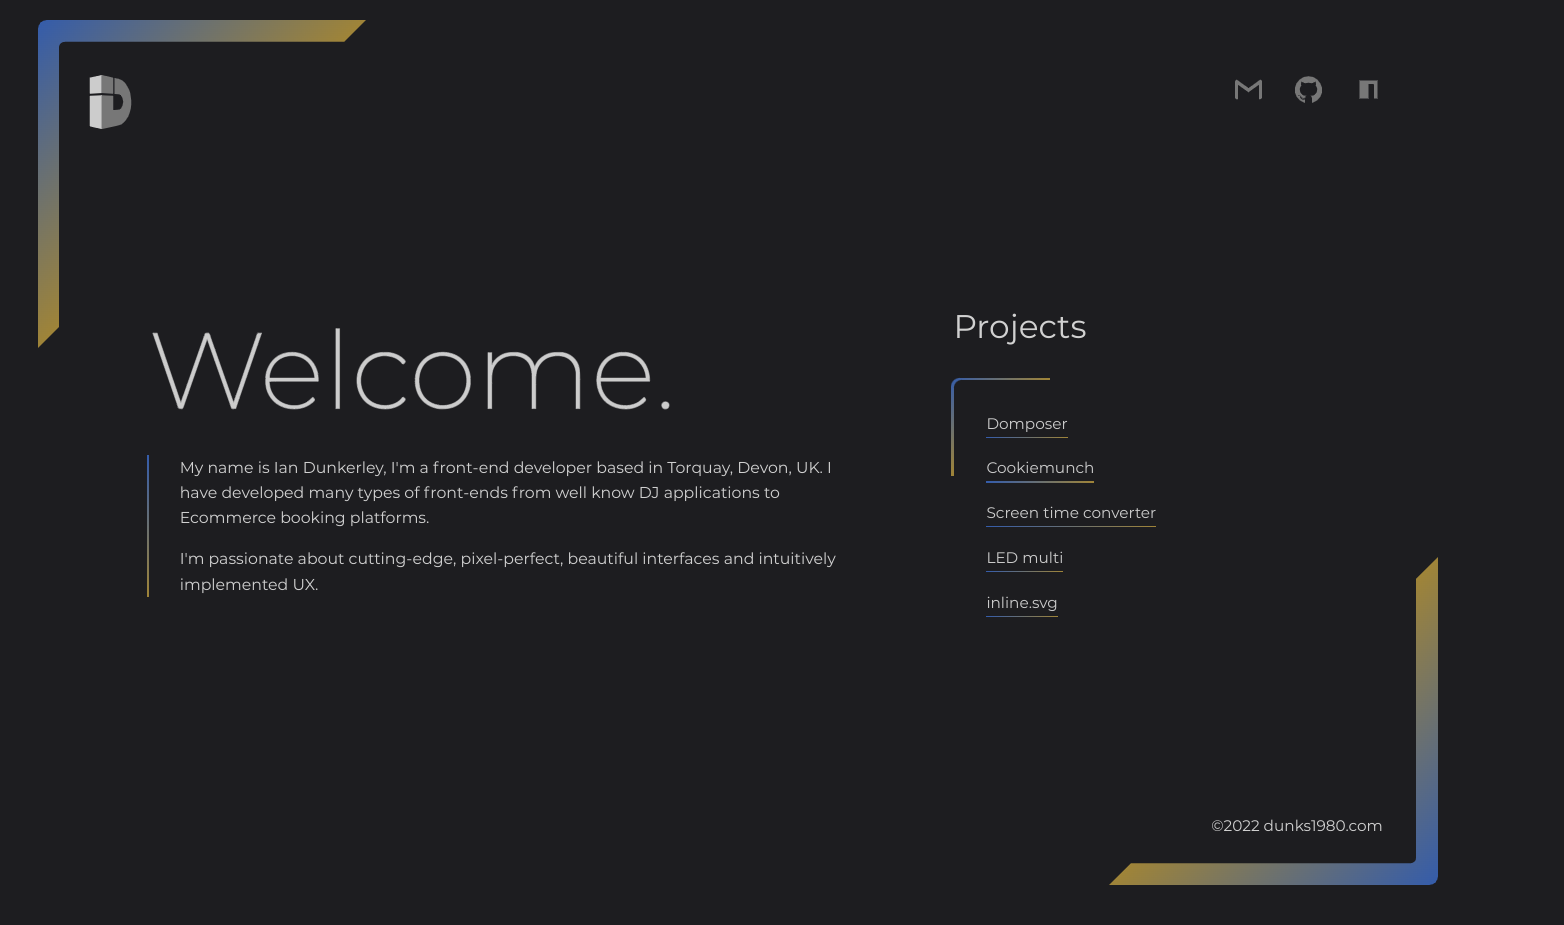 Welcome.
My name is Ian Dunkerley, I'm a front-end developer based in Torquay, Devon, UK. I
have developed many types of front-ends from well know DJ applications to
Ecommerce booking platforms.
I'm passionate about cutting-edge, pixel-perfect, beautiful interfaces and intuitively
implemented UX.
Projects
Domposer
Cookiemunch
Screen time converter
LED multi
inline.svg
©2022 dunks1980.com